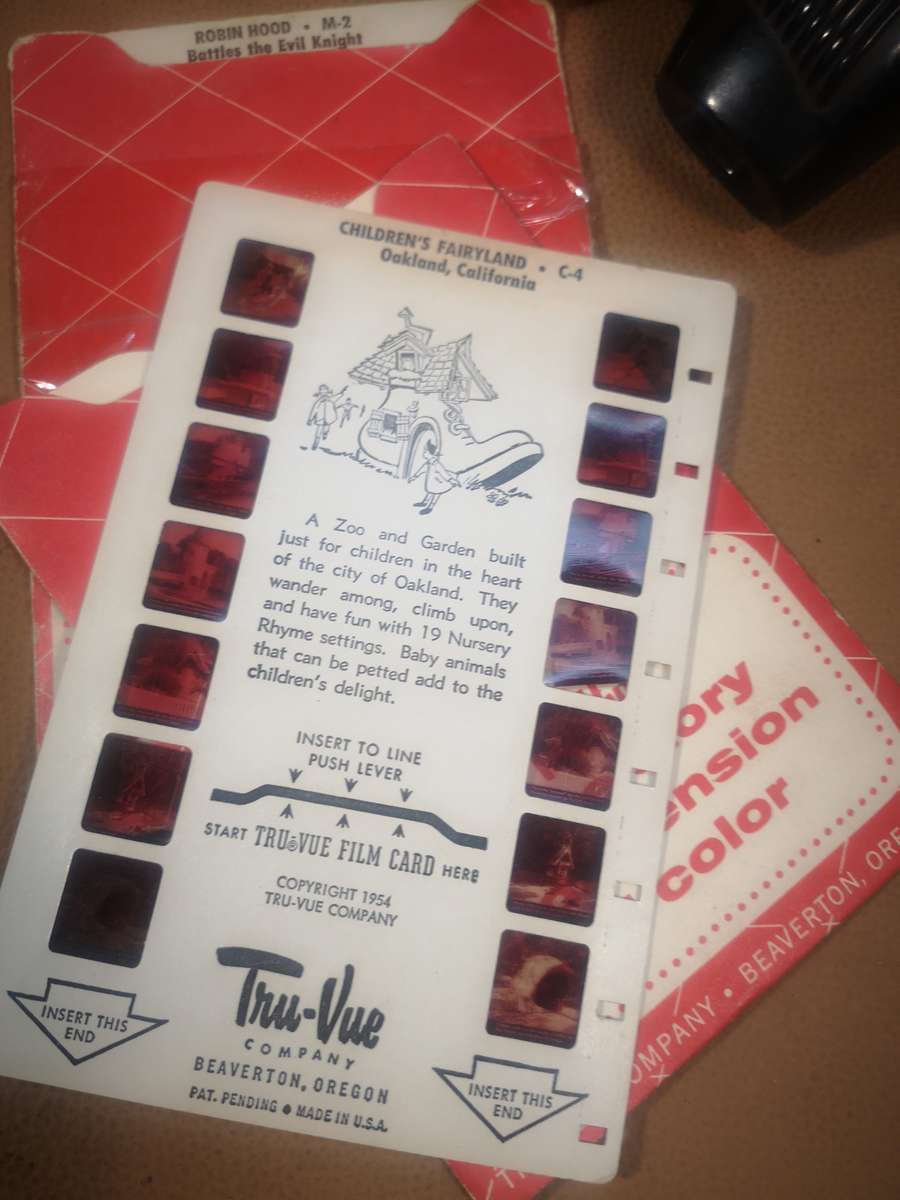 ROBIN HOOD • M-2
Battles the Evil Knight
CHILDREN'S FAIRYLAND • C-4
Oakland, California
A Zoo and Garden built
just for children in the heart
of the city of Oakland. They
wander among, climb upon,
and have fun with 19 Nursery
Rhyme settings. Baby animals
that can be petted add to the
children's delight.
INSERT TO LINE
PUSH LEVER
START TRU-VUE FILM CARD HERE
COPYRIGHT 1954
TRU-VUE COMPANY
Tru-Vue
COMPANY
BEAVERTON, OREGON
PAT. PENDING • MADE IN U.S.A.
INSERT THIS
END
INSERT THIS
END
ory
ension
color
OMPANY • BEAVERTON, ORE